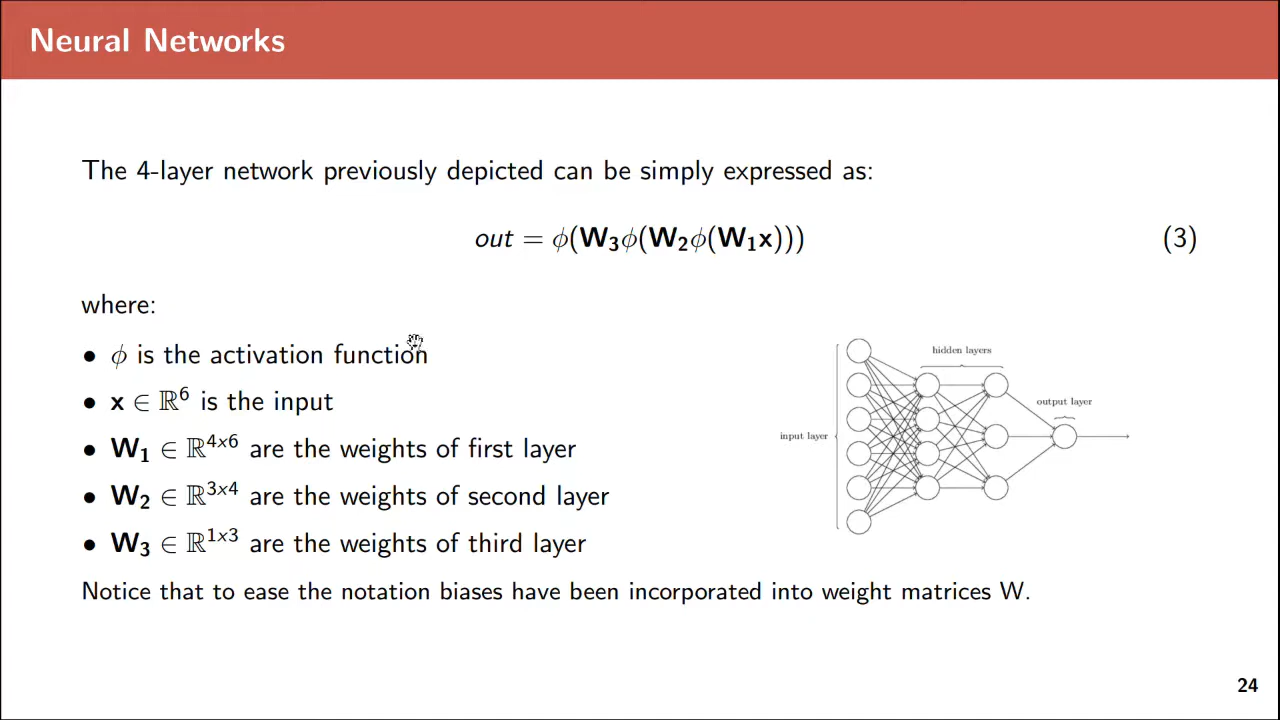 Neural Networks
The 4-layer network previously depicted can be simply expressed as:
out = ϕ(W₃ϕ(W₂ϕ(W₁x))) (3)
where:
• ϕ is the activation function
• x ∈ ℝ⁶ is the input
• W₁ ∈ ℝ⁴ˣ⁶ are the weights of first layer
• W₂ ∈ ℝ³ˣ⁴ are the weights of second layer
• W₃ ∈ ℝ¹ˣ³ are the weights of third layer
hidden layers
output layer
input layer
Notice that to ease the notation biases have been incorporated into weight matrices W.
24